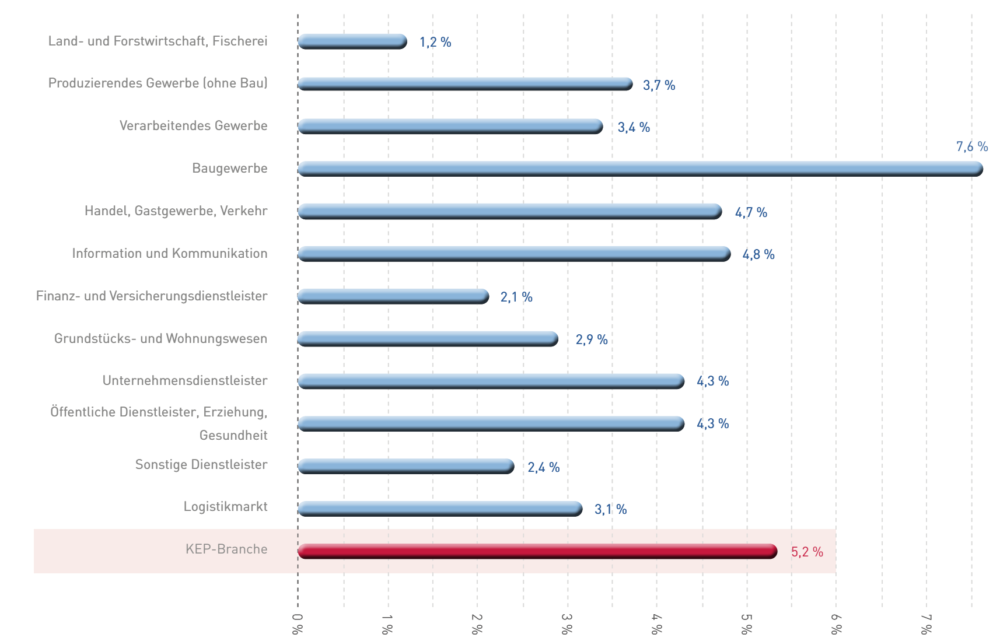 Land- und Forstwirtschaft, Fischerei
1,2 %
Produzierendes Gewerbe (ohne Bau)
3,7 %
Verarbeitendes Gewerbe
3,4 %
7,6 %
Baugewerbe
Handel, Gastgewerbe, Verkehr
4,7 %
Information und Kommunikation
4,8 %
Finanz- und Versicherungsdienstleister
2,1 %
Grundstücks- und Wohnungswesen
2,9 %
Unternehmensdienstleister
4,3 %
Öffentliche Dienstleister, Erziehung,
Gesundheit
4,3 %
Sonstige Dienstleister
2,4 %
Logistikmarkt
3,1 %
KEP-Branche
5,2 %
0 %
1 %
2 %
3 %
4 %
5 %
6 %
7 %